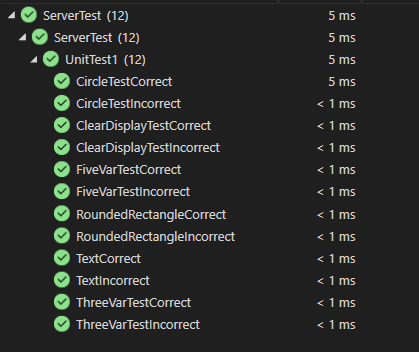 ServerTest (12) 5 ms
ServerTest (12) 5 ms
UnitTest1 (12) 5 ms
CircleTestCorrect 5 ms
CircleTestIncorrect < 1 ms
ClearDisplayTestCorrect < 1 ms
ClearDisplayTestIncorrect < 1 ms
FiveVarTestCorrect < 1 ms
FiveVarTestIncorrect < 1 ms
RoundedRectangleCorrect < 1 ms
RoundedRectangleIncorrect < 1 ms
TextCorrect < 1 ms
TextIncorrect < 1 ms
ThreeVarTestCorrect < 1 ms
ThreeVarTestIncorrect < 1 ms